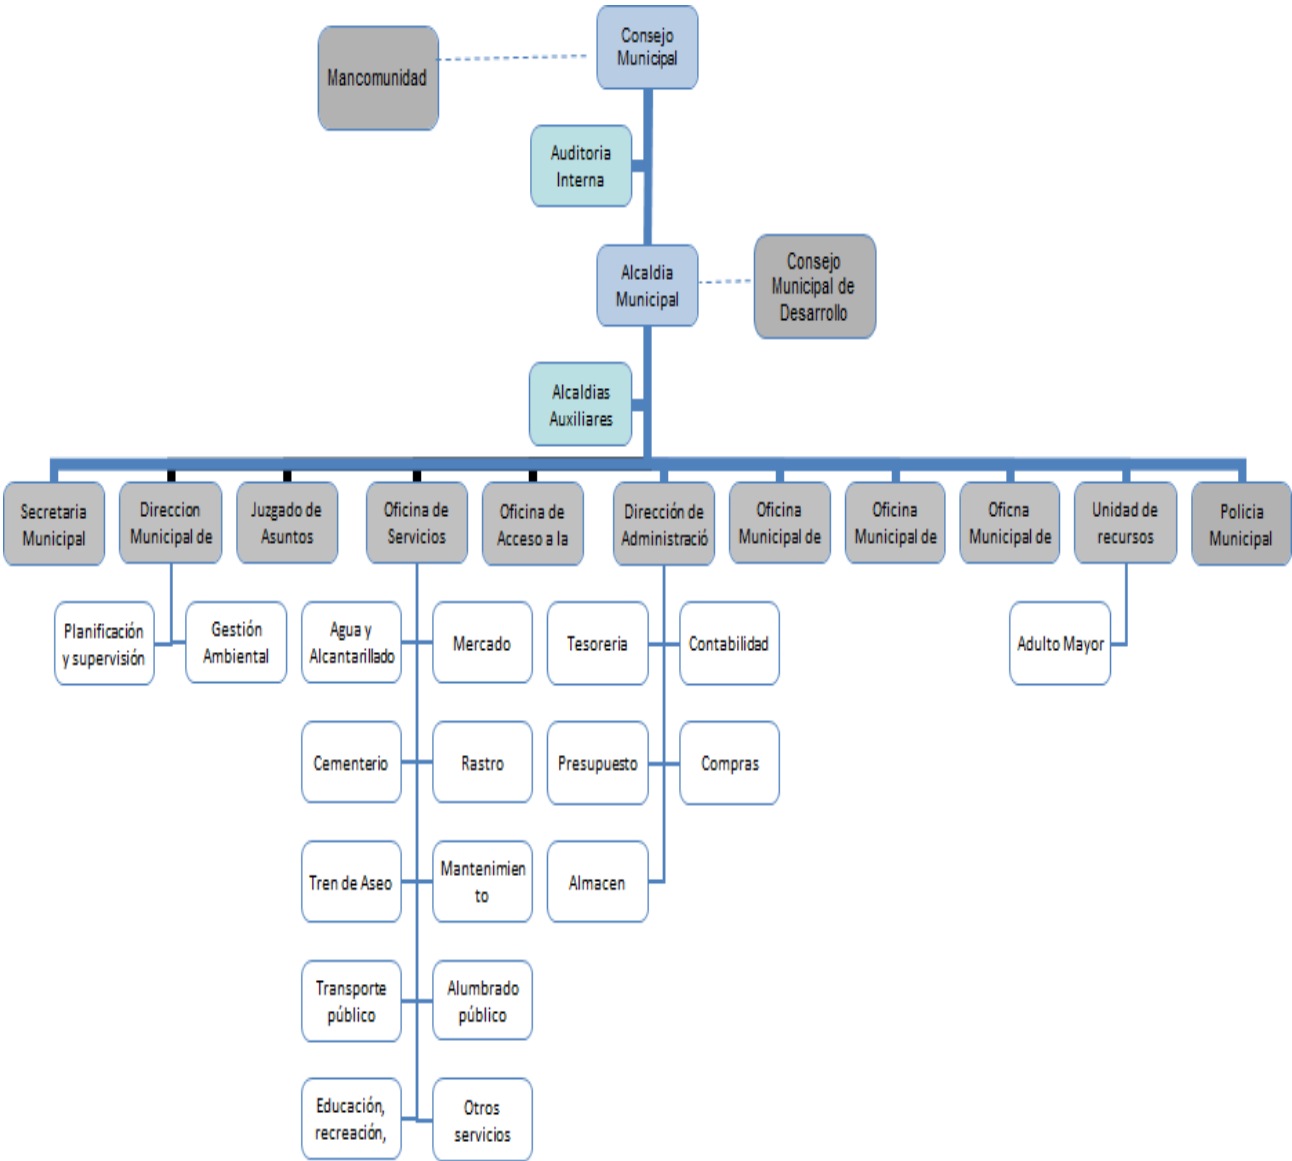 Consejo
Municipal
Mancomunidad
Auditoria
Interna
Alcaldia
Municipal
Consejo
Municipal de
Desarrollo
Alcaldias
Auxiliares
Secretaria
Municipal
Direccion
Municipal de
Juzgado de
Asuntos
Oficina de
Servicios
Oficina de
Acceso a la
Dirección de
Administració
Oficina
Municipal de
Oficina
Municipal de
Oficna
Municipal de
Unidad de
recursos
Policia
Municipal
Planificación
y supervisión
Gestión
Ambiental
Agua y
Alcantarillado
Mercado
Tesoreria
Contabilidad
Adulto Mayor
Cementerio
Rastro
Presupuesto
Compras
Tren de Aseo
Mantenimien
to
Almacen
Transporte
público
Alumbrado
público
Educación,
recreación,
Otros
servicios